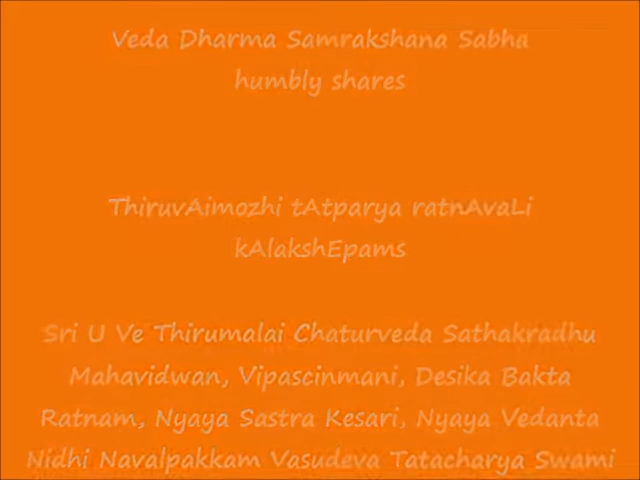 Veda Dharma Samrakshana Sabha
humbly shares
ThiruvAimozhi tAtparya ratnAvaLi
kAlakshEpams
Sri U Ve Thirumalai Chaturveda Sathakradhu
Mahavidwan, Vipascinmani, Desika Bakta
Ratnam, Nyaya Sastra Kesari, Nyaya Vedanta
Nidhi Navalpakkam Vasudeva Tatacharya Swami